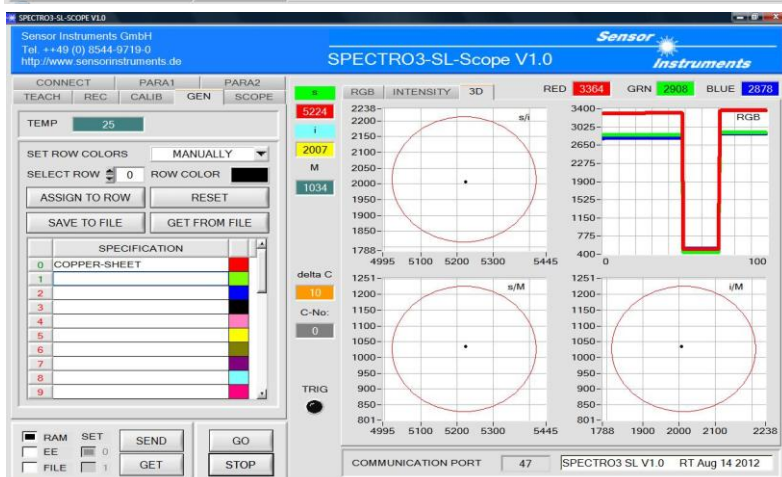 SPECTRO3-SL-SCOPE V1.0
Sensor Instruments GmbH
Tel. ++49 (0) 8544-9719-0
http://www.sensorinstruments.de
SPECTRO3-SL-Scope V1.0
Sensor
Instruments
CONNECT PARA1 PARA2
TEACH REC CALIB GEN SCOPE
TEMP 25
SET ROW COLORS MANUALLY
SELECT ROW 0 ROW COLOR
ASSIGN TO ROW RESET
SAVE TO FILE GET FROM FILE
SPECIFICATION
0 COPPER-SHEET
1
2
3
4
5
6
7
8
9
RAM SET SEND GO
EE 0
FILE 1 GET STOP
s
5224
i
2007
M
1034
delta C
10
C-No:
0
TRIG
RGB INTENSITY 3D RED 3364 GRN 2908 BLUE 2878
s/i
2238
2200
2150
2100
2050
2000
1950
1900
1850
1788
4995 5100 5200 5300 5445
RGB
3400
3025
2650
2275
1900
1525
1150
775
400
0 100
s/M
1251
1200
1150
1100
1050
1000
950
900
850
801
4995 5100 5200 5300 5445
i/M
1251
1200
1150
1100
1050
1000
950
900
850
801
1788 1900 2000 2100 2238
COMMUNICATION PORT 47 SPECTRO3 SL V1.0 RT Aug 14 2012